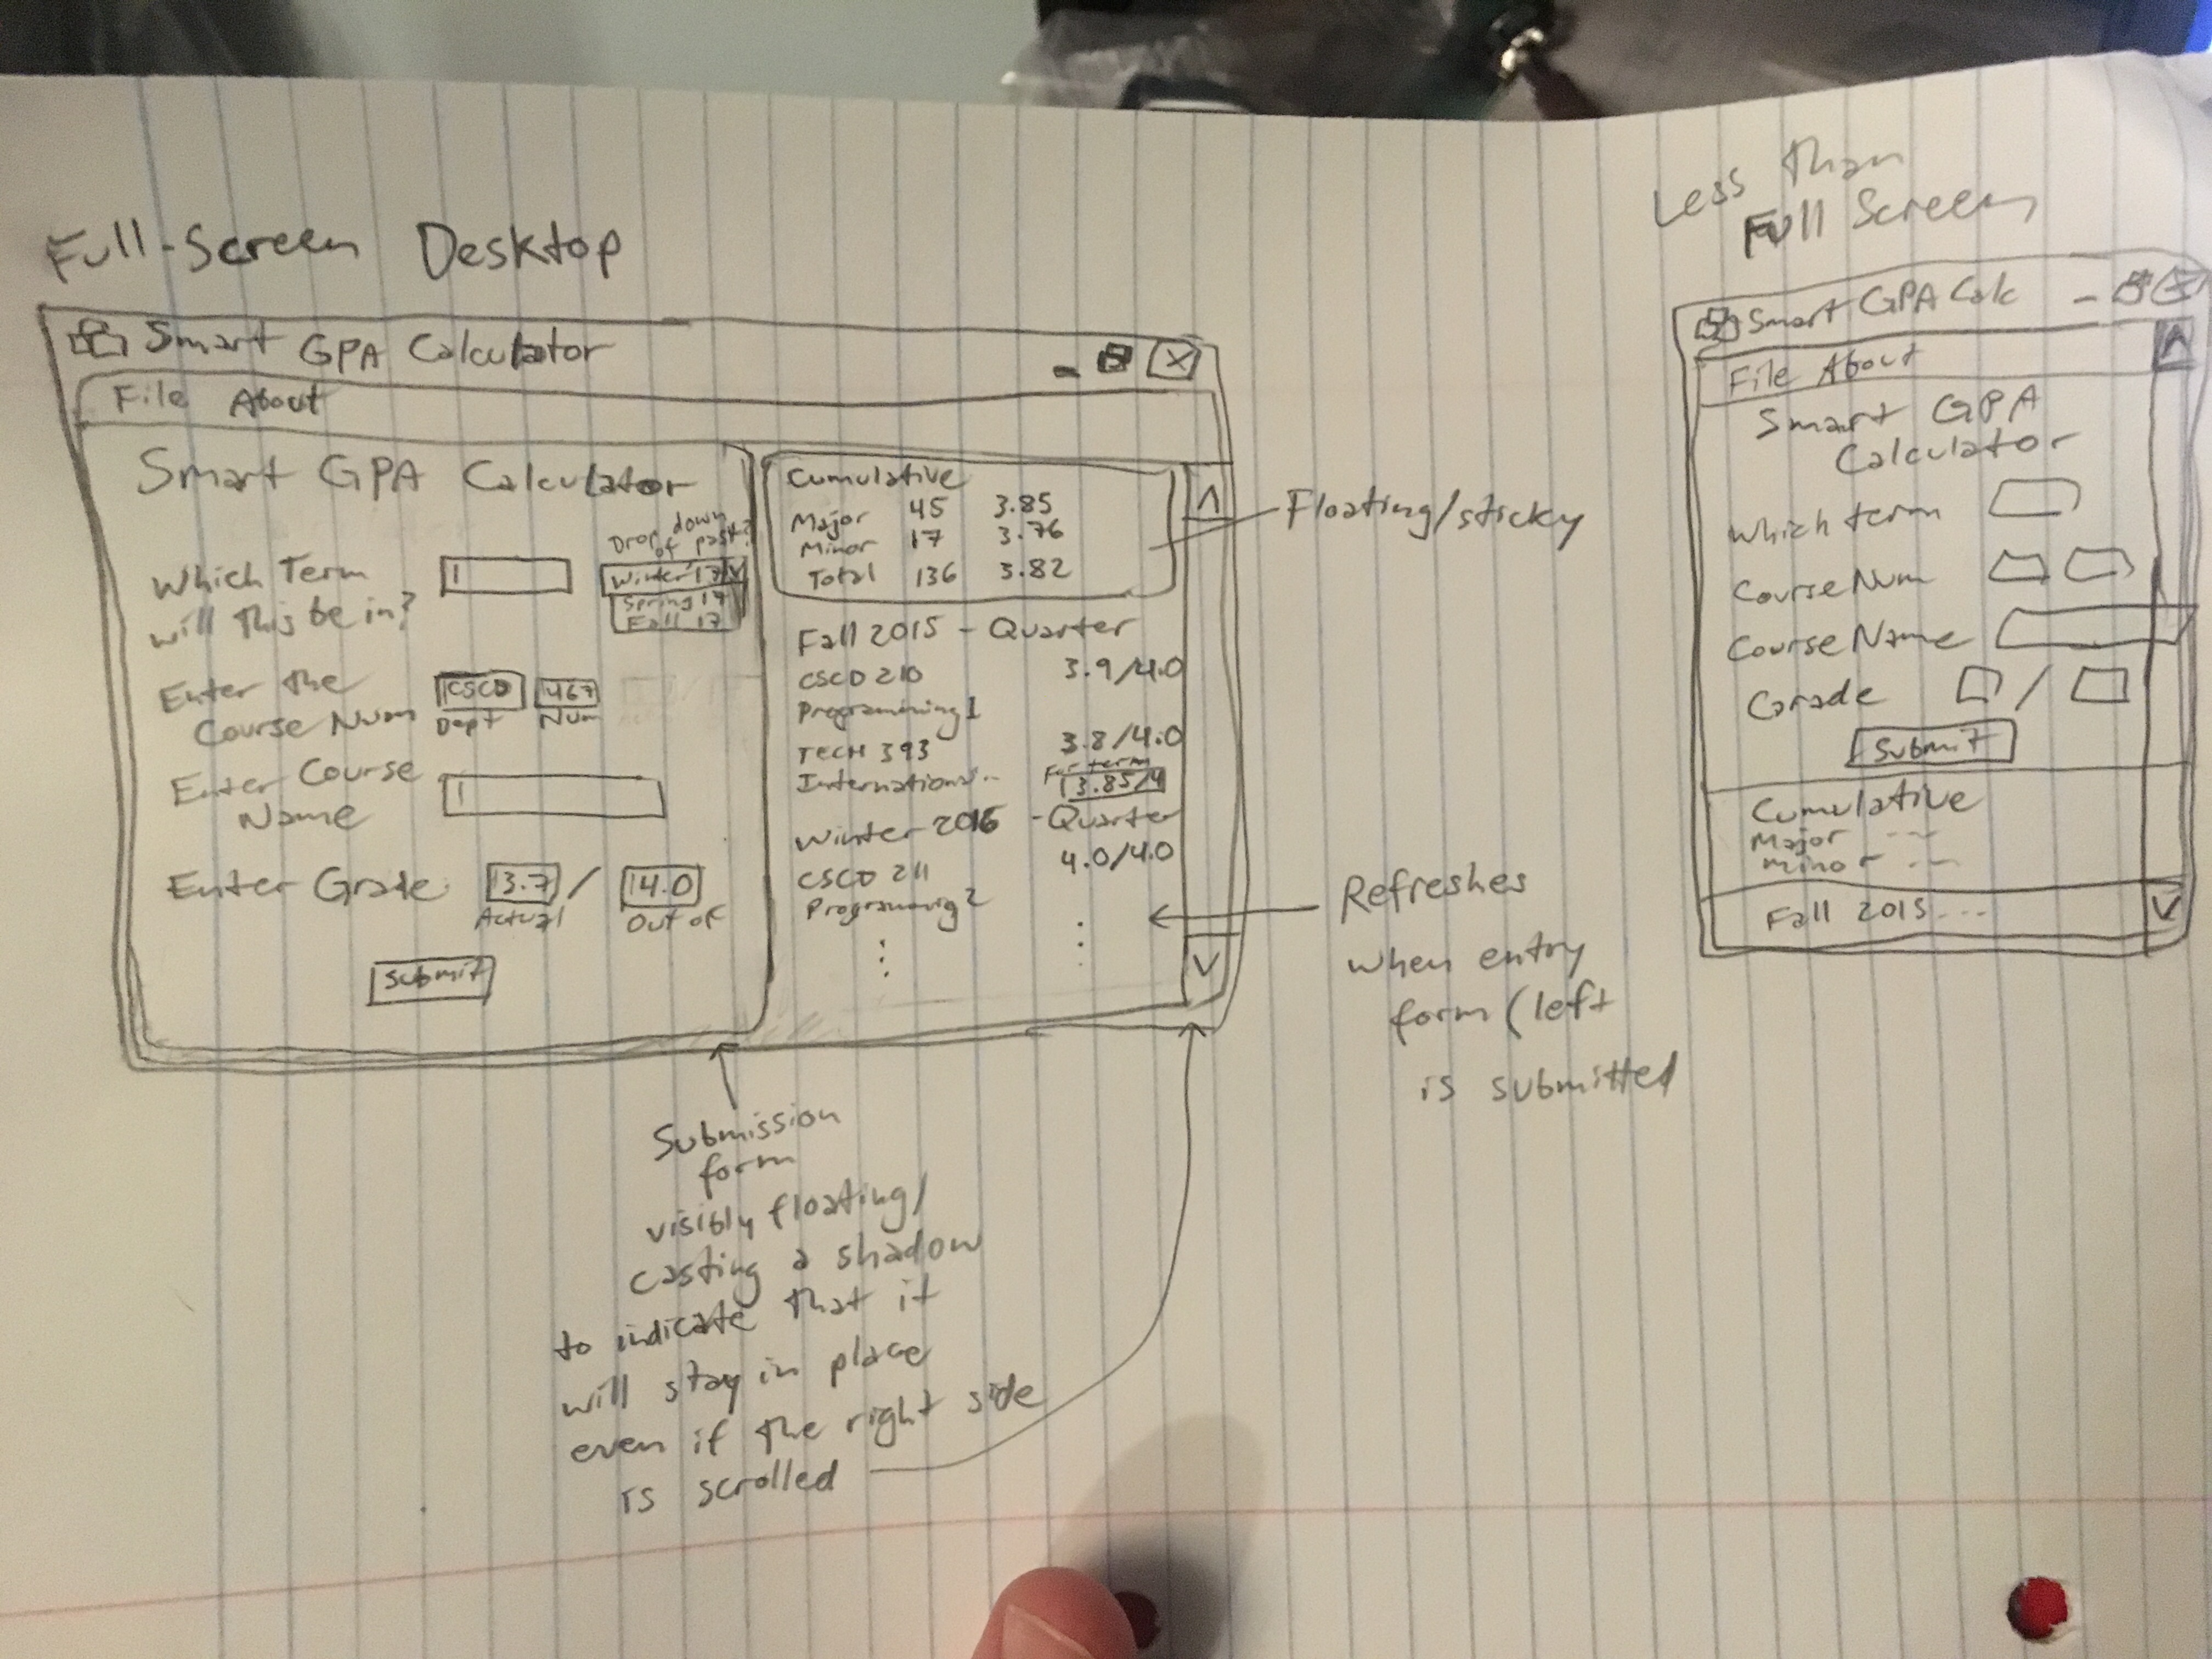 Full-Screen Desktop
Smart GPA Calculator
File About
Smart GPA Calculator
Which Term
will this be in?
Drop down
of past?
Winter 17 V
Spring 17
Fall 17
Enter the
Course Num
CSCD 467
Dept Num
Enter Course
Name
Enter Grade 3.7 / 4.0
Actual Out of
Submit
Cumulative
Major 45 3.85
Minor 17 3.76
Total 136 3.82
Fall 2015 - Quarter
CSCD 210 3.9/4.0
Programming 1
TECH 393 3.8/4.0
International...
For term
3.85/4
Winter 2016 - Quarter
4.0/4.0
CSCD 211
Programming 2
Floating/sticky
Refreshes
when entry
form (left
is submitted
Submission
form
visibly floating/
casting a shadow
to indicate that it
will stay in place
even if the right side
is scrolled
Less Than
Full Screen
Smart GPA Calc
File About
Smart GPA
Calculator
Which term
Course Num
Course Name
Grade /
Submit
Cumulative
Major --
Minor --
Fall 2015...